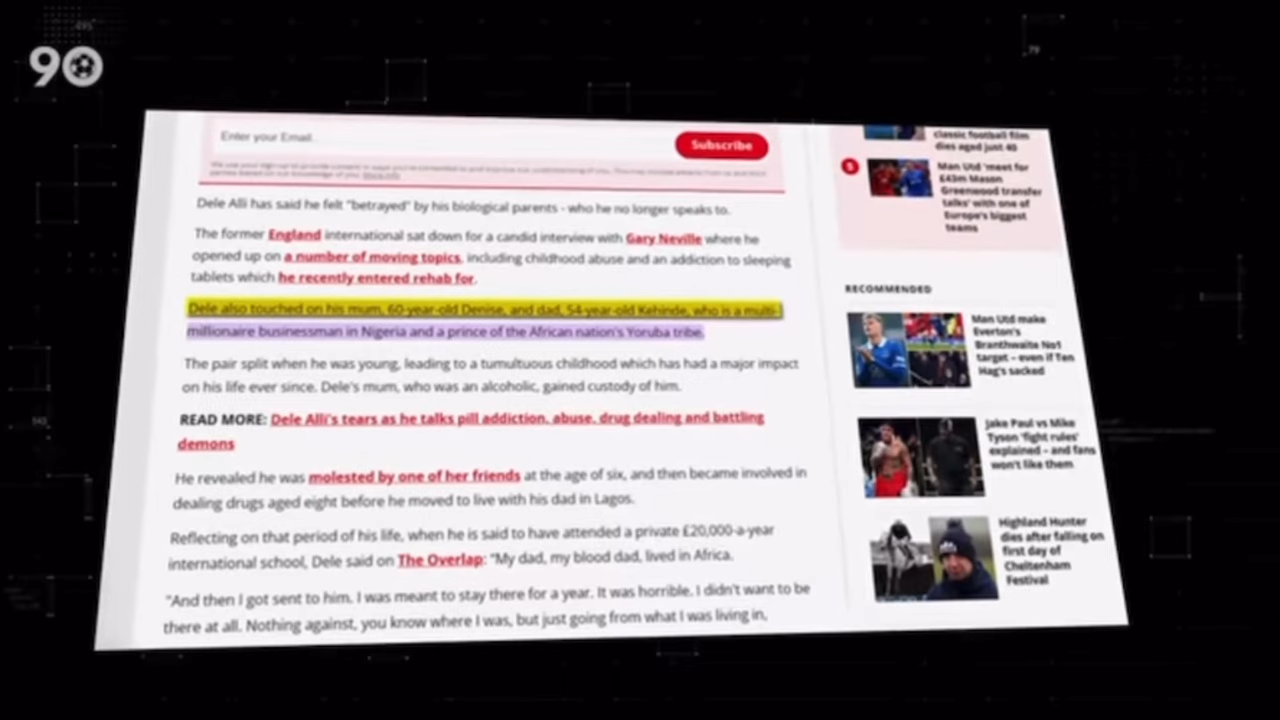 90
79
Enter your Email
Subscribe
Dele Alli has said he felt "betrayed" by his biological parents - who he no longer speaks to.
The former England international sat down for a candid interview with Gary Neville where he
opened up on a number of moving topics, including childhood abuse and an addiction to sleeping
tablets which he recently entered rehab for.
Dele also touched on his mum, 60-year-old Denise, and dad, 54-year-old Kehinde, who is a multi-
millionaire businessman in Nigeria and a prince of the African nation's Yoruba tribe.
The pair split when he was young, leading to a tumultuous childhood which has had a major impact
on his life ever since. Dele's mum, who was an alcoholic, gained custody of him.
READ MORE: Dele Alli's tears as he talks pill addiction, abuse, drug dealing and battling
demons
He revealed he was molested by one of her friends at the age of six, and then became involved in
dealing drugs aged eight before he moved to live with his dad in Lagos.
Reflecting on that period of his life, when he is said to have attended a private £20,000-a-year
international school, Dele said on The Overlap: "My dad, my blood dad, lived in Africa.
"And then I got sent to him. I was meant to stay there for a year. It was horrible. I didn't want to be
there at all. Nothing against, you know where I was, but just going from what I was living in,
classic football film
dies aged just 40
5
Man Utd 'meet for
£43m Mason
Greenwood transfer
talks' with one of
Europe's biggest
teams
RECOMMENDED
Man Utd make
Everton's
Branthwaite No1
target – even if Ten
Hag's sacked
Jake Paul vs Mike
Tyson 'fight rules'
explained – and fans
won't like them
Highland Hunter
dies after falling on
first day of
Cheltenham
Festival